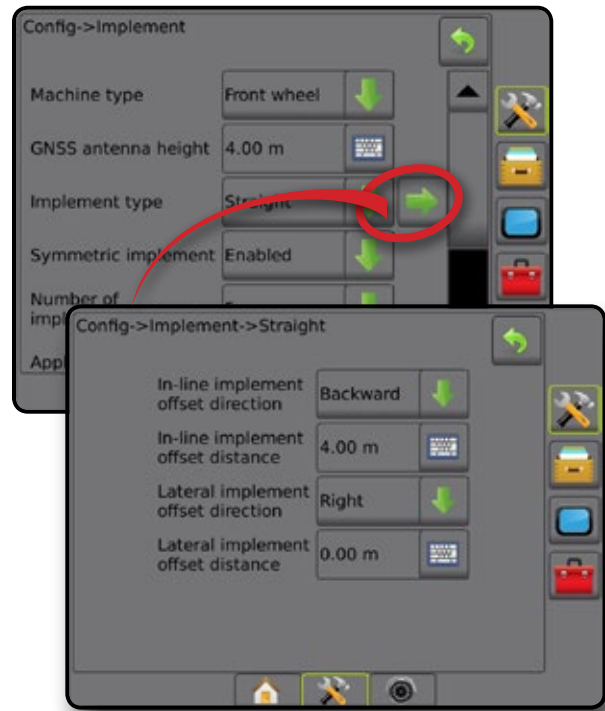 Config->Implement
Machine type Front wheel
GNSS antenna height 4.00 m
Implement type Straight
Symmetric implement Enabled
Number of
Config->Implement->Straight
In-line implement
offset direction Backward
In-line implement
offset distance 4.00 m
Lateral implement
offset direction Right
Lateral implement
offset distance 0.00 m